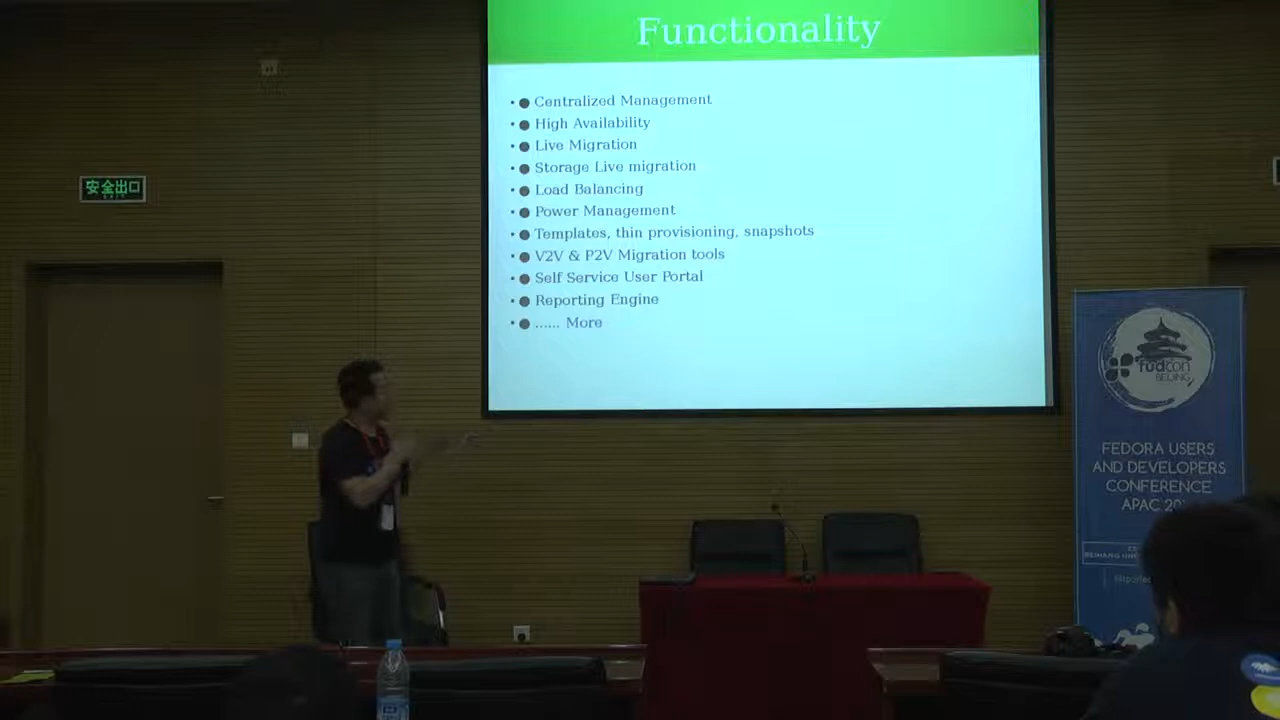 Functionality
• ● Centralized Management
• ● High Availability
• ● Live Migration
• ● Storage Live migration
• ● Load Balancing
• ● Power Management
• ● Templates, thin provisioning, snapshots
• ● V2V & P2V Migration tools
• ● Self Service User Portal
• ● Reporting Engine
• ● ...... More
安全出口
EXIT
fudcon
BEIJING
FEDORA USERS
AND DEVELOPERS
CONFERENCE
APAC